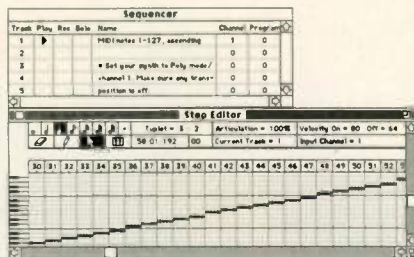 Sequencer
Track Play Rec Solo Name Channel Program
1 MIDI notes 1-127, ascending 1 0
2 0 0
3 • Set your synth to Poly mode/ 0 0
4 channel 1. Make sure any trans- 0 0
5 position to off. 0 0
Step Editor
Tuplet = 3 2 Articulation = 100% Velocity On = 80 Off = 64
58 01 192 00 Current Track = 1 Input Channel = 1
30 31 32 33 34 35 36 37 38 39 40 41 42 43 44 45 46 47 48 49 50 51 52